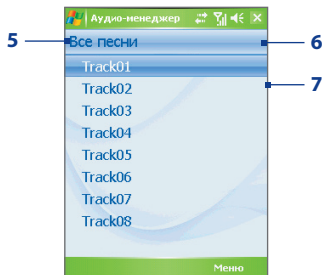 Аудио-менеджер
5 Все песни 6
Track01
7
Track02
Track03
Track04
Track05
Track06
Track07
Track08
Меню